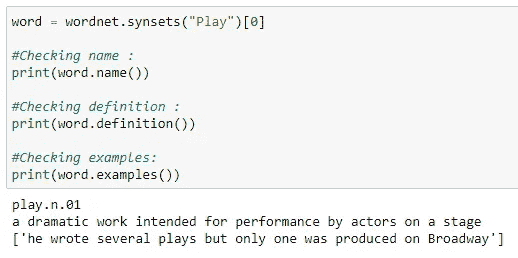 word = wordnet.synsets("Play")[0]
#Checking name :
print(word.name())
#Checking definition :
print(word.definition())
#Checking examples:
print(word.examples())
play.n.01
a dramatic work intended for performance by actors on a stage
['he wrote several plays but only one was produced on Broadway']